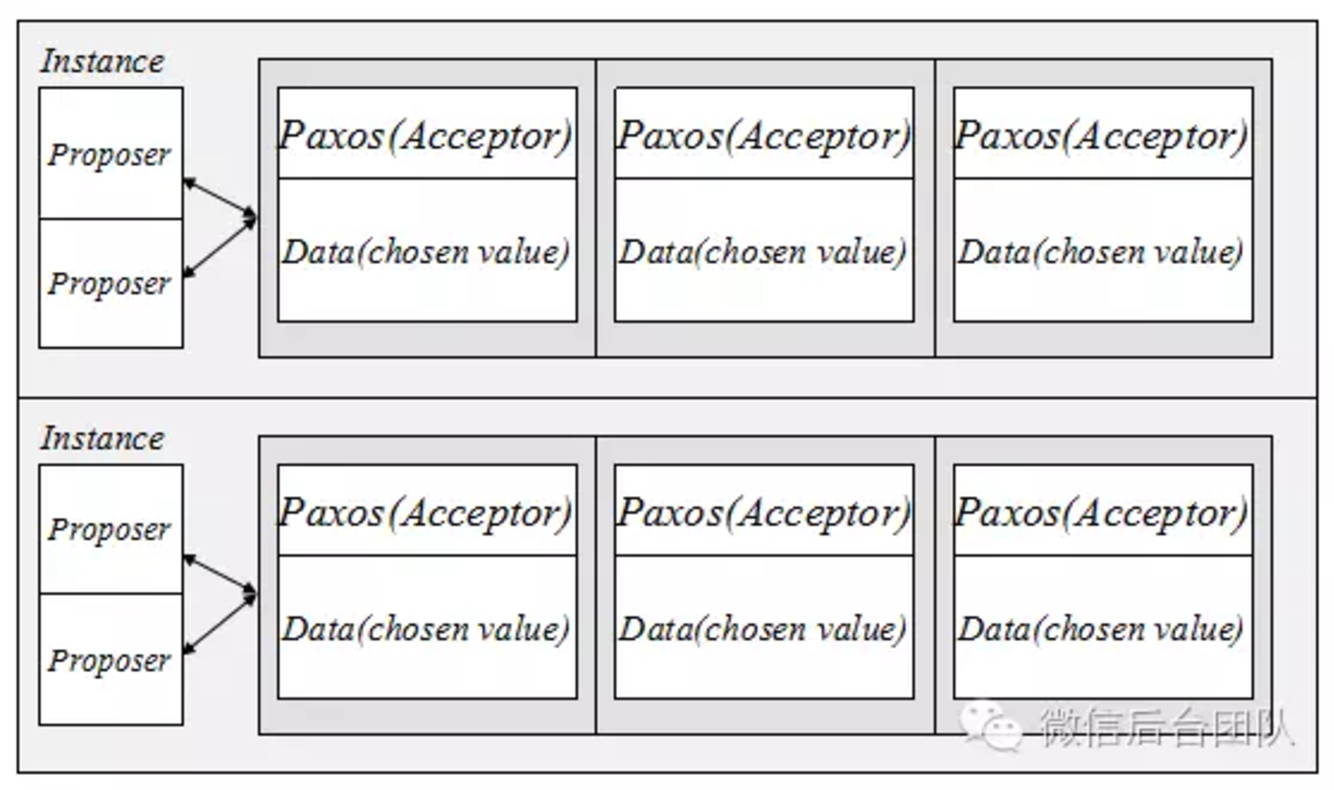 Instance
Proposer
Proposer
Paxos(Acceptor)
Data(chosen value)
Paxos(Acceptor)
Data(chosen value)
Paxos(Acceptor)
Data(chosen value)
Instance
Proposer
Proposer
Paxos(Acceptor)
Data(chosen value)
Paxos(Acceptor)
Data(chosen value)
Paxos(Acceptor)
Data(chosen value)
微信后台团队